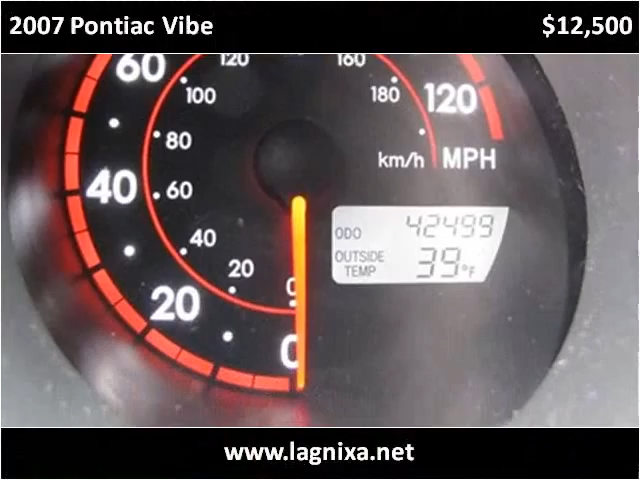 2007 Pontiac Vibe $12,500
60 120 160
100 180 120
80 km/h MPH
40 60
ODO 42499
40 OUTSIDE TEMP 39°F
20 20 0
0
www.lagnixa.net